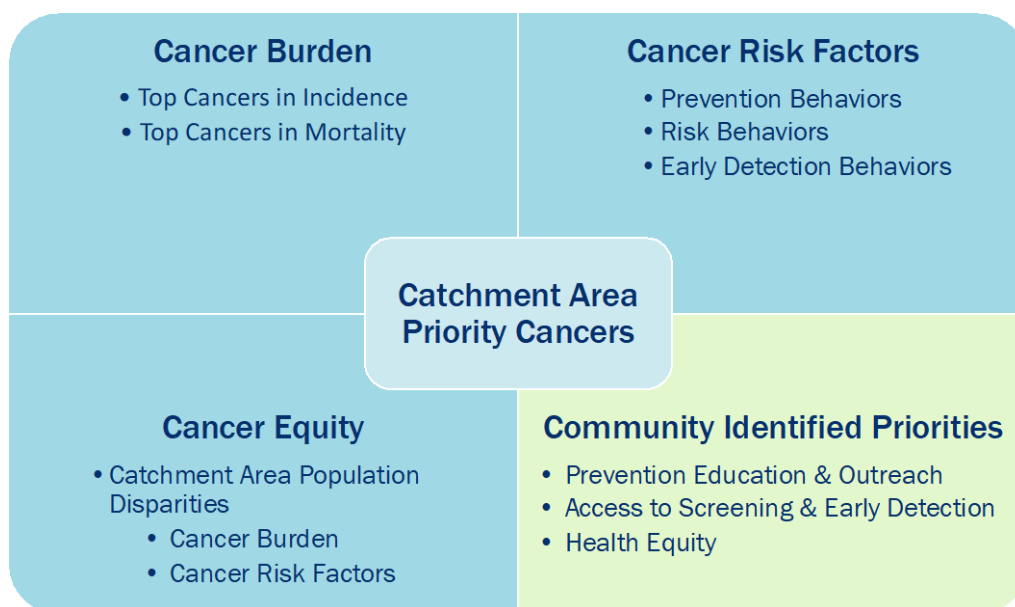 Cancer Burden
• Top Cancers in Incidence
• Top Cancers in Mortality
Cancer Risk Factors
• Prevention Behaviors
• Risk Behaviors
• Early Detection Behaviors
Catchment Area
Priority Cancers
Cancer Equity
• Catchment Area Population
Disparities
• Cancer Burden
• Cancer Risk Factors
Community Identified Priorities
• Prevention Education & Outreach
• Access to Screening & Early Detection
• Health Equity